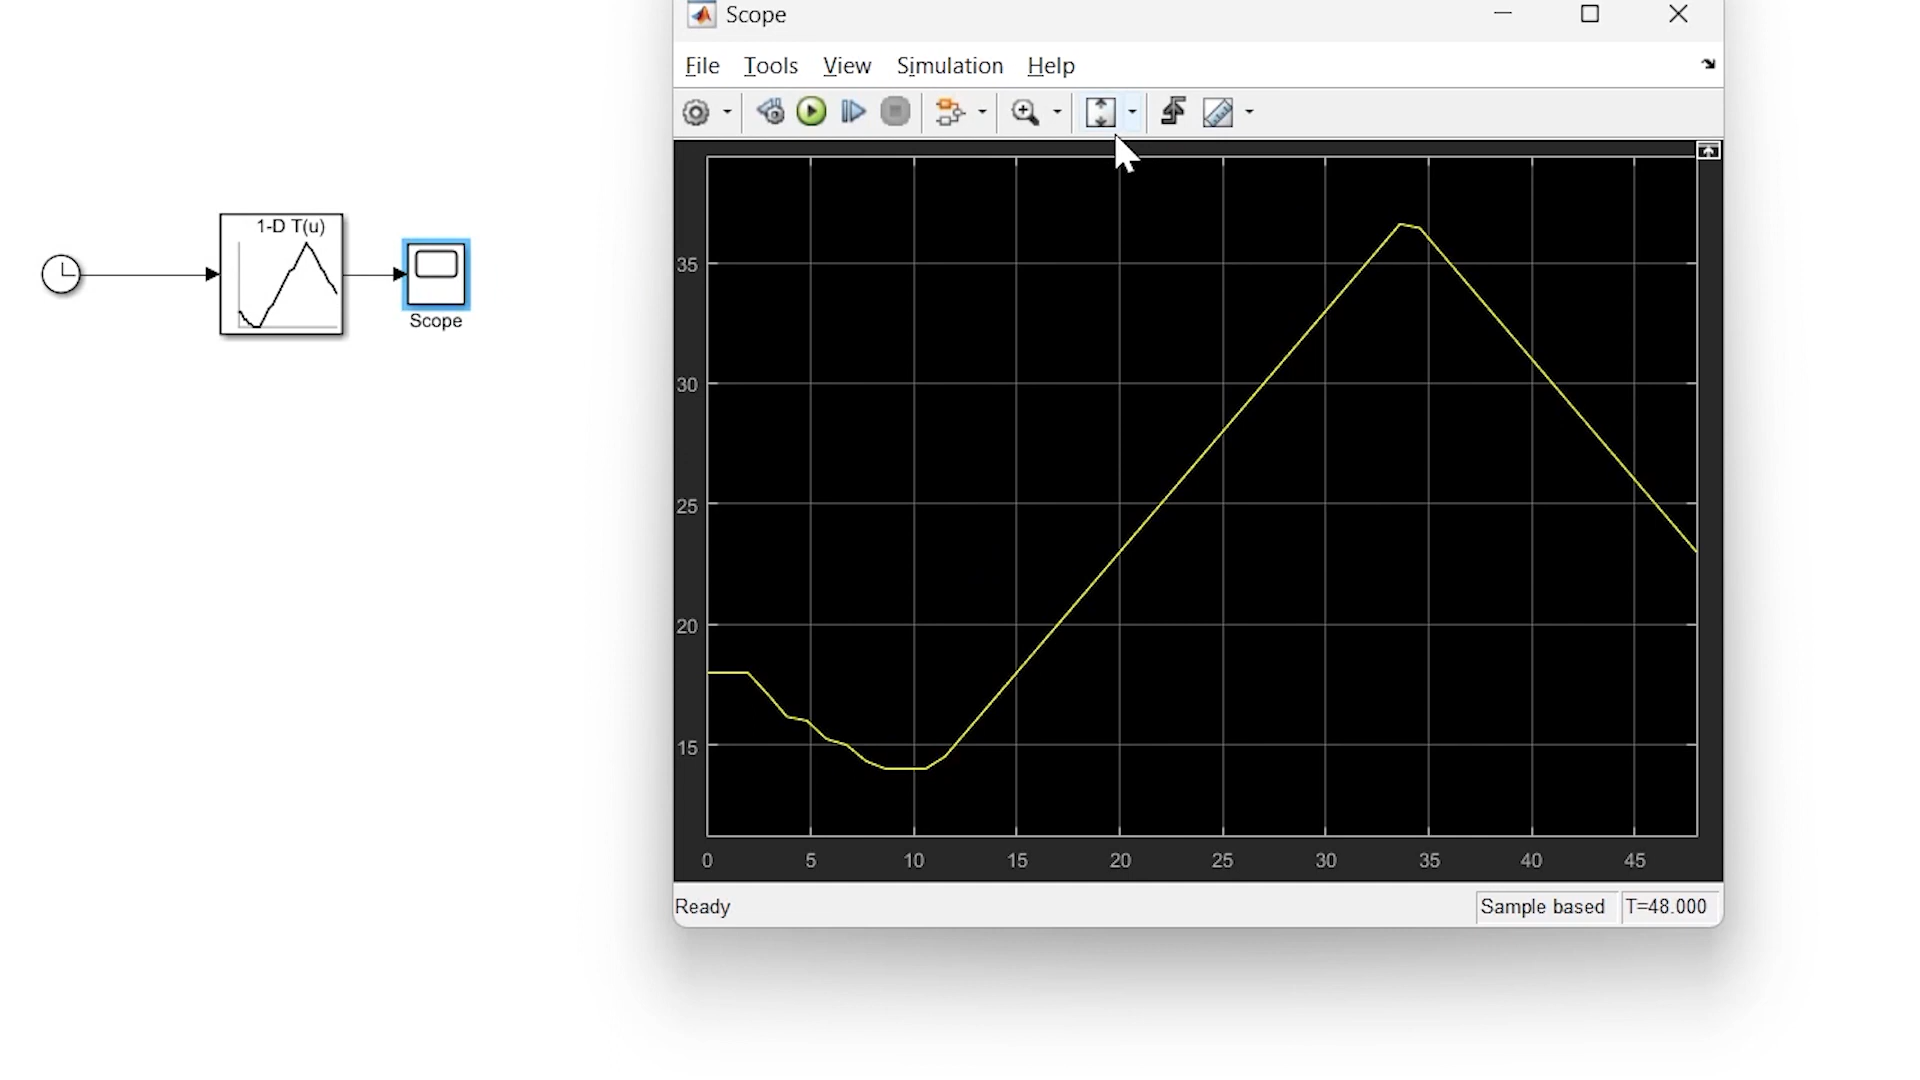 Scope
File Tools View Simulation Help
1-D T(u)
Scope
35
30
25
20
15
0 5 10 15 20 25 30 35 40 45
Ready Sample based T=48.000